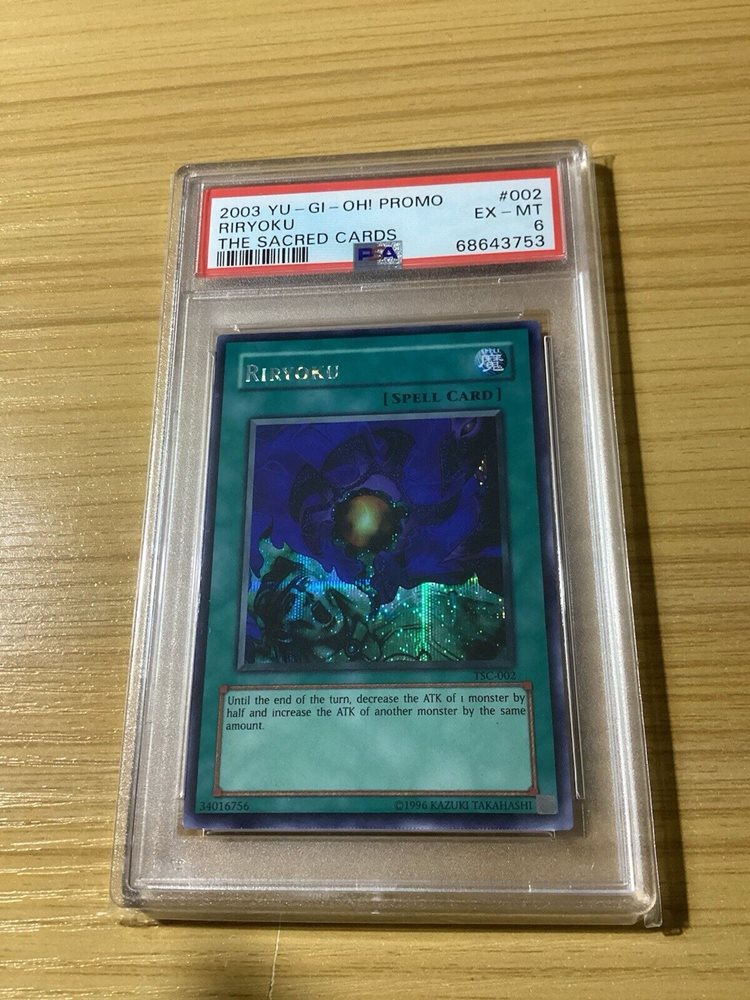 2003 YU-GI-OH! PROMO #002
RIRYOKU EX-MT
THE SACRED CARDS 6
PSA 68643753
RIRYOKU
SPELL
魔
[SPELL CARD]
TSC-002
Until the end of the turn, decrease the ATK of 1 monster by
half and increase the ATK of another monster by the same
amount.
34016756 ©1996 KAZUKI TAKAHASHI